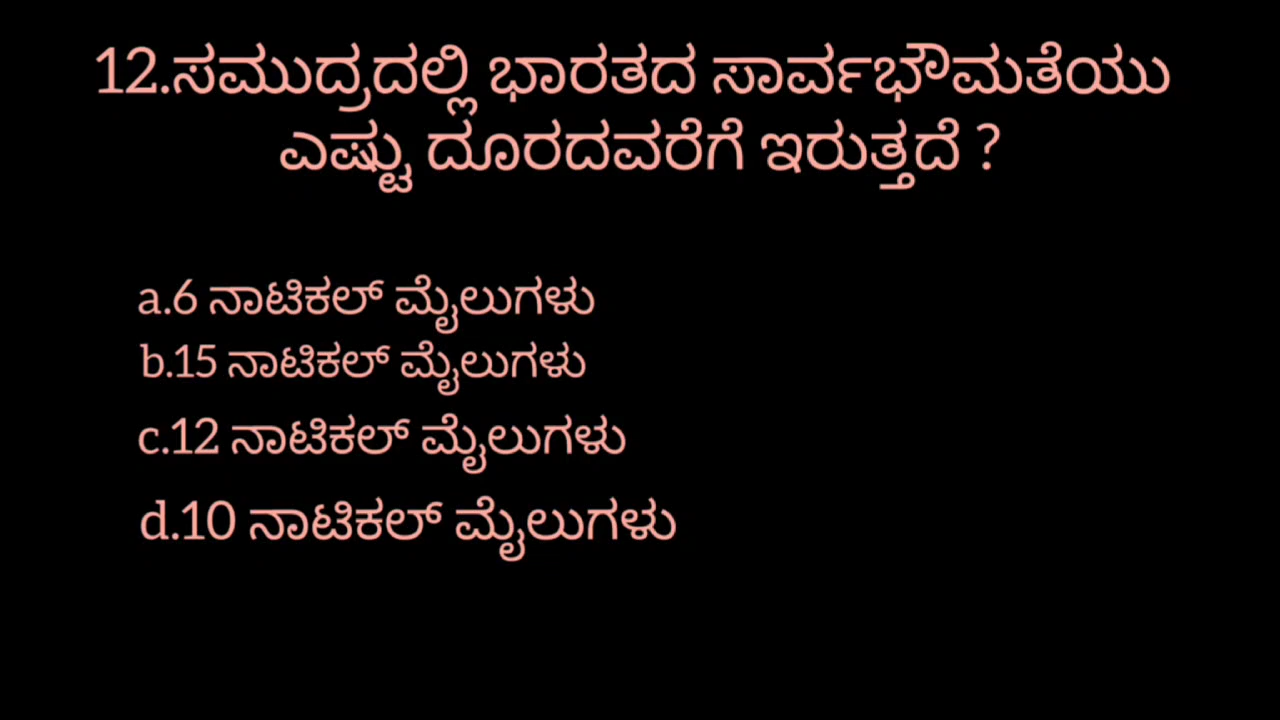 12.ಸಮುದ್ರದಲ್ಲಿ ಭಾರತದ ಸಾರ್ವಭೌಮತೆಯು
ಎಷ್ಟು ದೂರದವರೆಗೆ ಇರುತ್ತದೆ ?
a.6 ನಾಟಿಕಲ್ ಮೈಲುಗಳು
b.15 ನಾಟಿಕಲ್ ಮೈಲುಗಳು
c.12 ನಾಟಿಕಲ್ ಮೈಲುಗಳು
d.10 ನಾಟಿಕಲ್ ಮೈಲುಗಳು